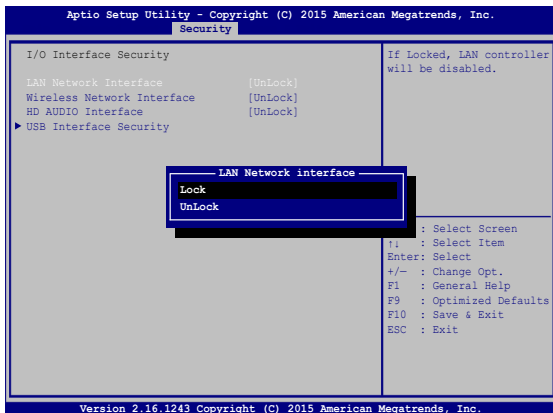 Aptio Setup Utility - Copyright (C) 2015 American Megatrends, Inc.
Security
I/O Interface Security
LAN Network Interface [UnLock]
Wireless Network Interface [UnLock]
HD AUDIO Interface [UnLock]
USB Interface Security
If Locked, LAN controller
will be disabled.
LAN Network interface
Lock
UnLock
: Select Screen
↑↓ : Select Item
Enter: Select
+/— : Change Opt.
F1 : General Help
F9 : Optimized Defaults
F10 : Save & Exit
ESC : Exit
Version 2.16.1243 Copyright (C) 2015 American Megatrends, Inc.